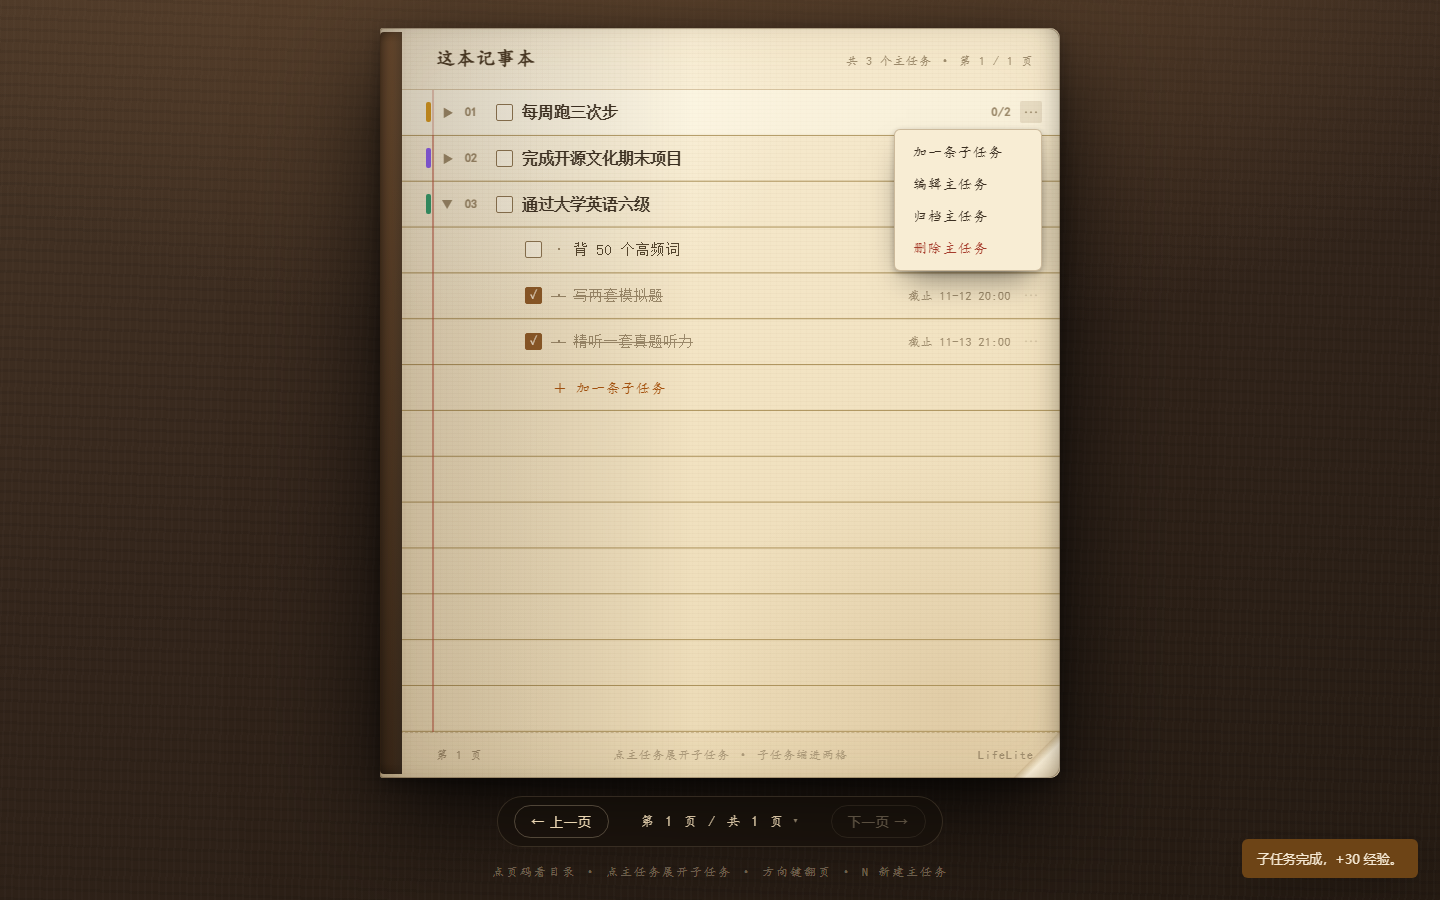 这本记事本
共 3 个主任务 • 第 1 / 1 页
01 每周跑三次步 0/2 ···
加一条子任务
编辑主任务
归档主任务
删除主任务
02 完成开源文化期末项目
03 通过大学英语六级
· 背 50 个高频词
· 写两套模拟题 截止 11-12 20:00 ···
· 精听一套真题听力 截止 11-13 21:00 ···
+ 加一条子任务
第 1 页 点主任务展开子任务 • 子任务缩进两格 LifeLite
← 上一页 第 1 页 / 共 1 页 下一页 →
点页码看目录 • 点主任务展开子任务 • 方向键翻页 • N 新建主任务
子任务完成，+30 经验。